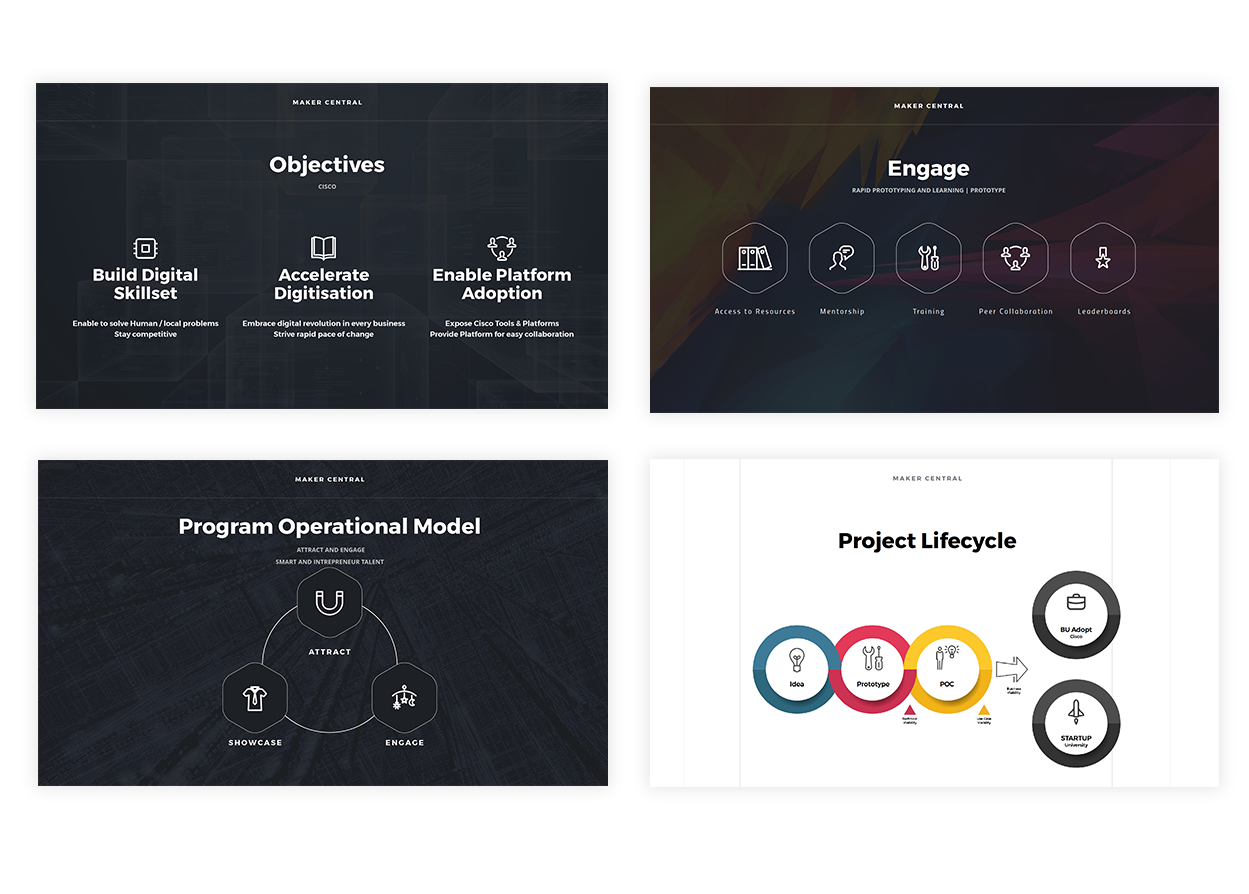 MAKER CENTRAL
Objectives
CISCO
Build Digital
Skillset
Enable to solve Human / local problems
Stay competitive
Accelerate
Digitisation
Embrace digital revolution in every business
Strive rapid pace of change
Enable Platform
Adoption
Expose Cisco Tools & Platforms
Provide Platform for easy collaboration
MAKER CENTRAL
Engage
RAPID PROTOTYPING AND LEARNING | PROTOTYPE
Access to Resources
Mentorship
Training
Peer Collaboration
Leaderboards
MAKER CENTRAL
Program Operational Model
ATTRACT AND ENGAGE
SMART AND INTREPRENEUR TALENT
ATTRACT
SHOWCASE
ENGAGE
MAKER CENTRAL
Project Lifecycle
Idea
Prototype
POC
Technical
Viability
Use Case
Viability
Business
Viability
BU Adopt
Cisco
STARTUP
University